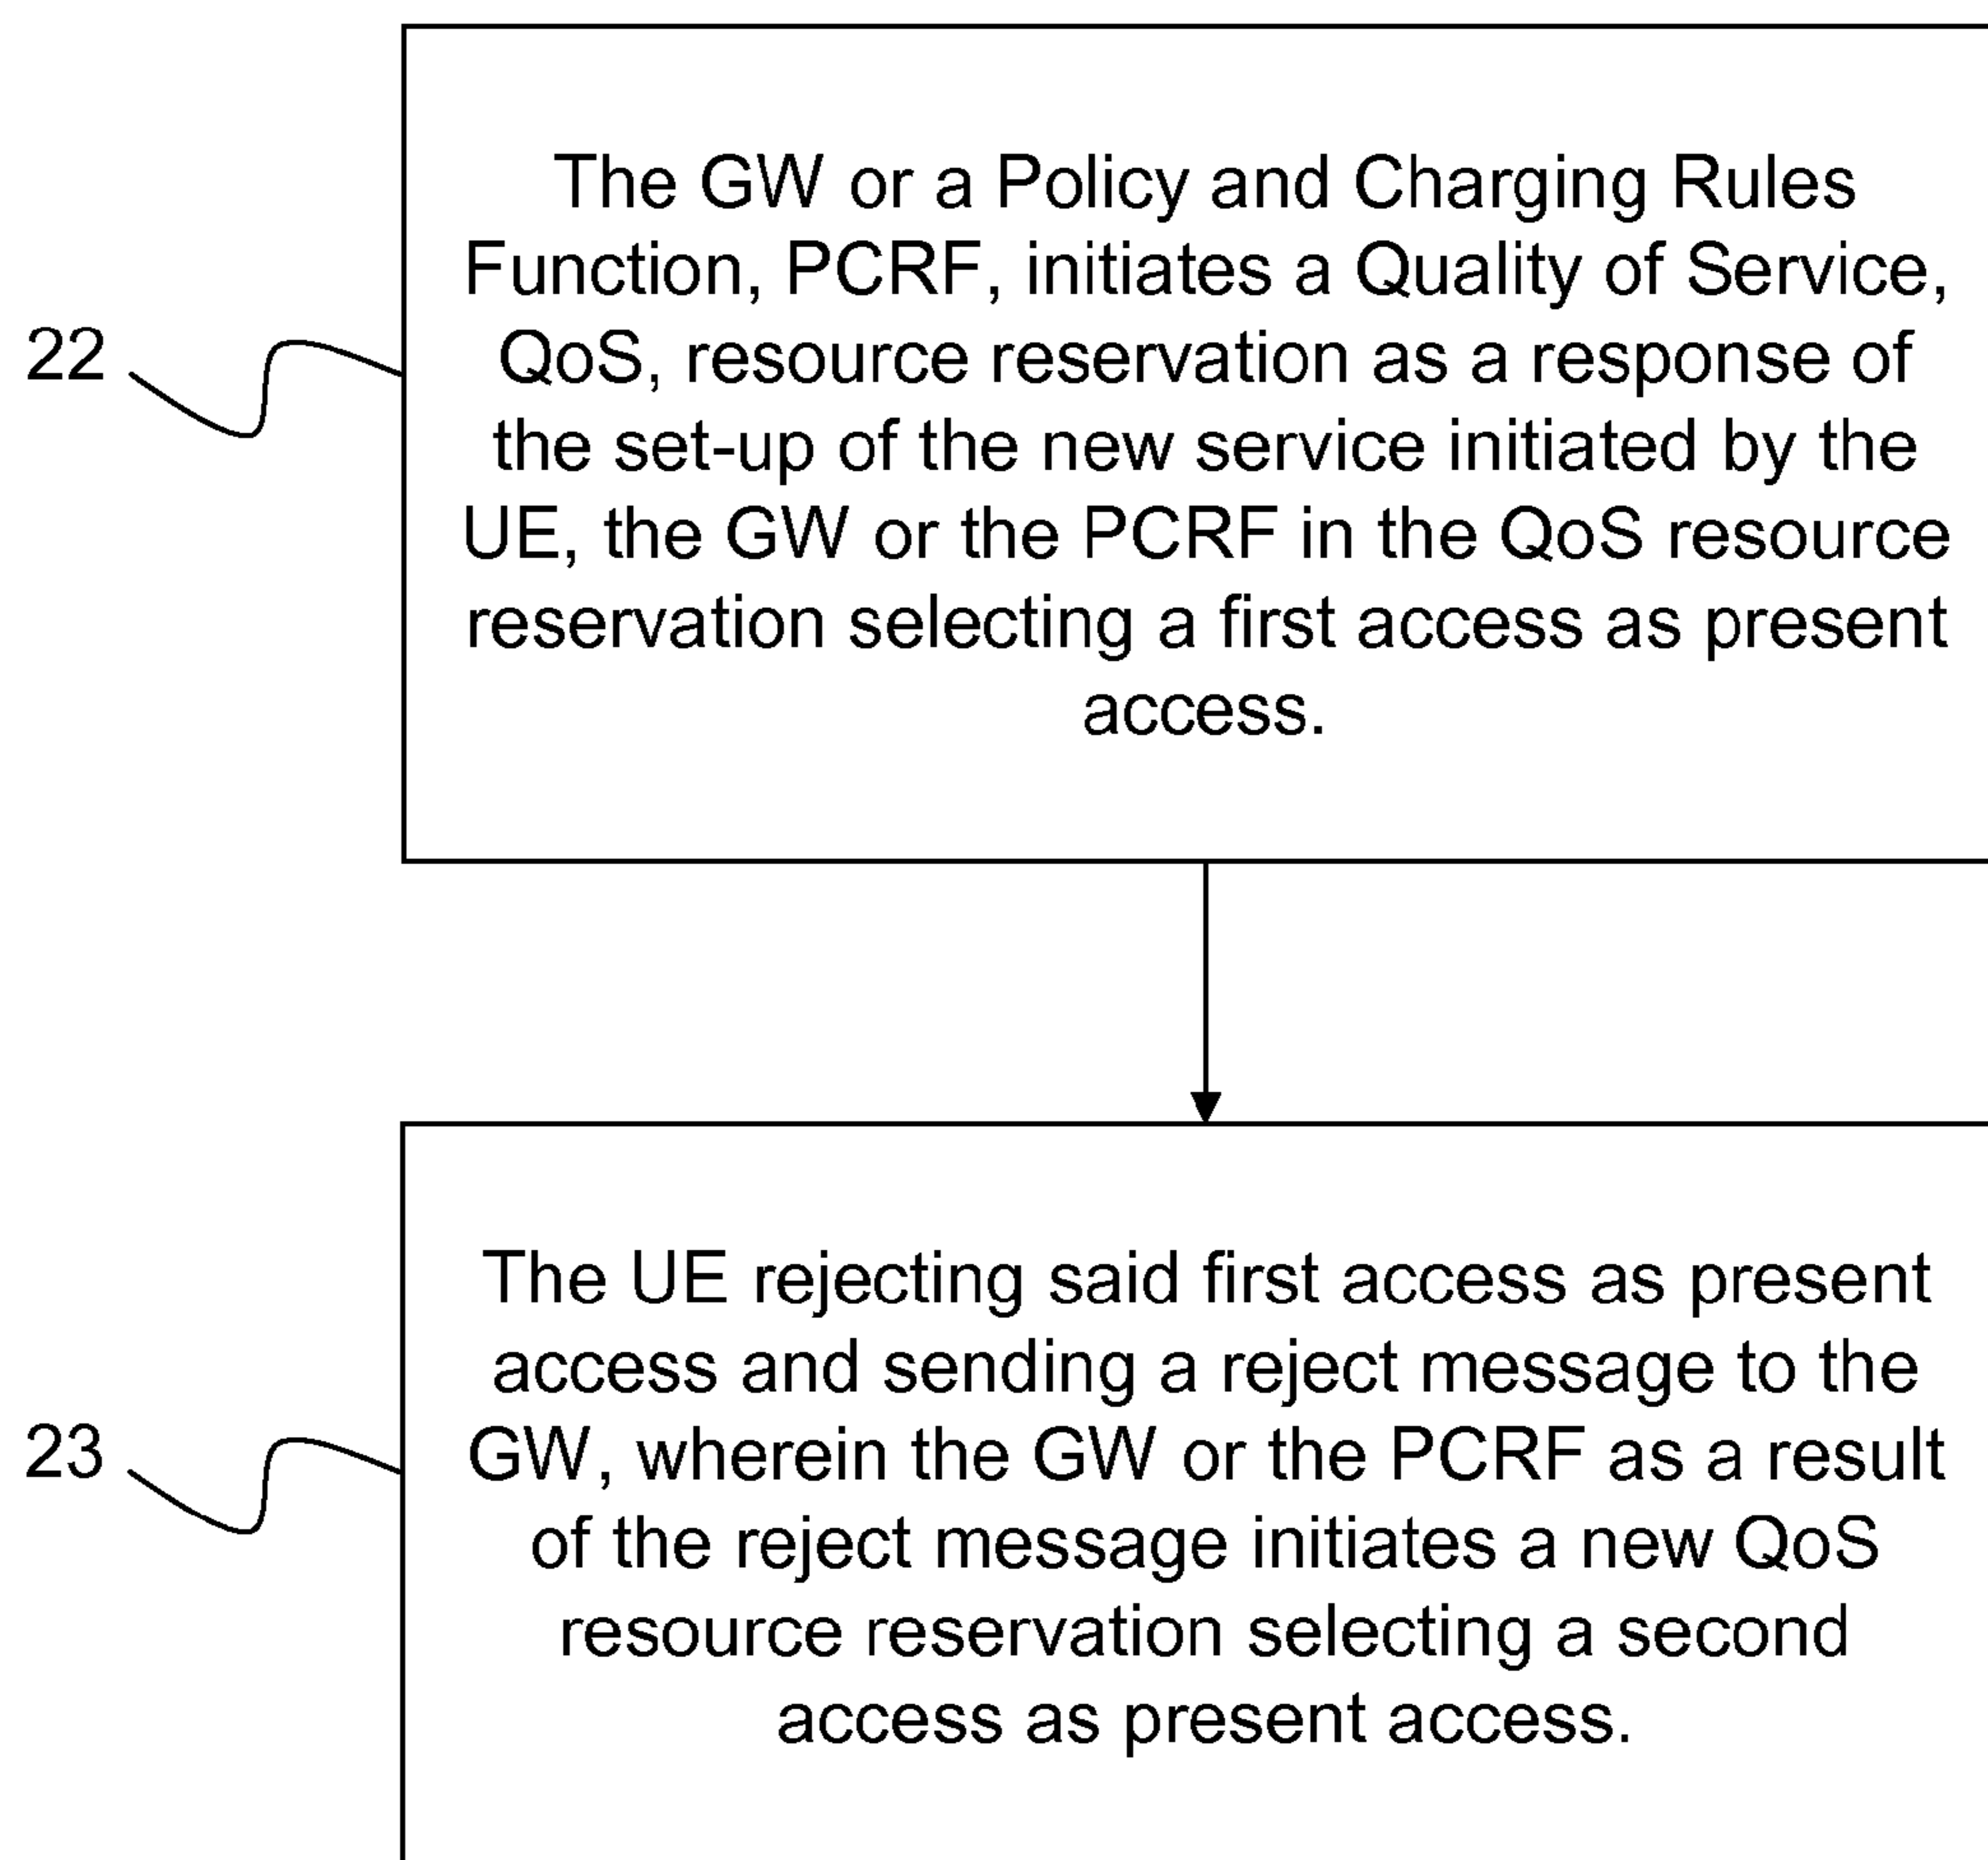 The GW or a Policy and Charging Rules
Function, PCRF, initiates a Quality of Service,
22
QoS, resource reservation as a response of
the set-up of the new service initiated by the
UE, the GW or the PCRF in the QoS resource
reservation selecting a first access as present
access.
The UE rejecting said first access as present
access and sending a reject message to the
23
GW, wherein the GW or the PCRF as a result
of the reject message initiates a new QoS
resource reservation selecting a second
access as present access.